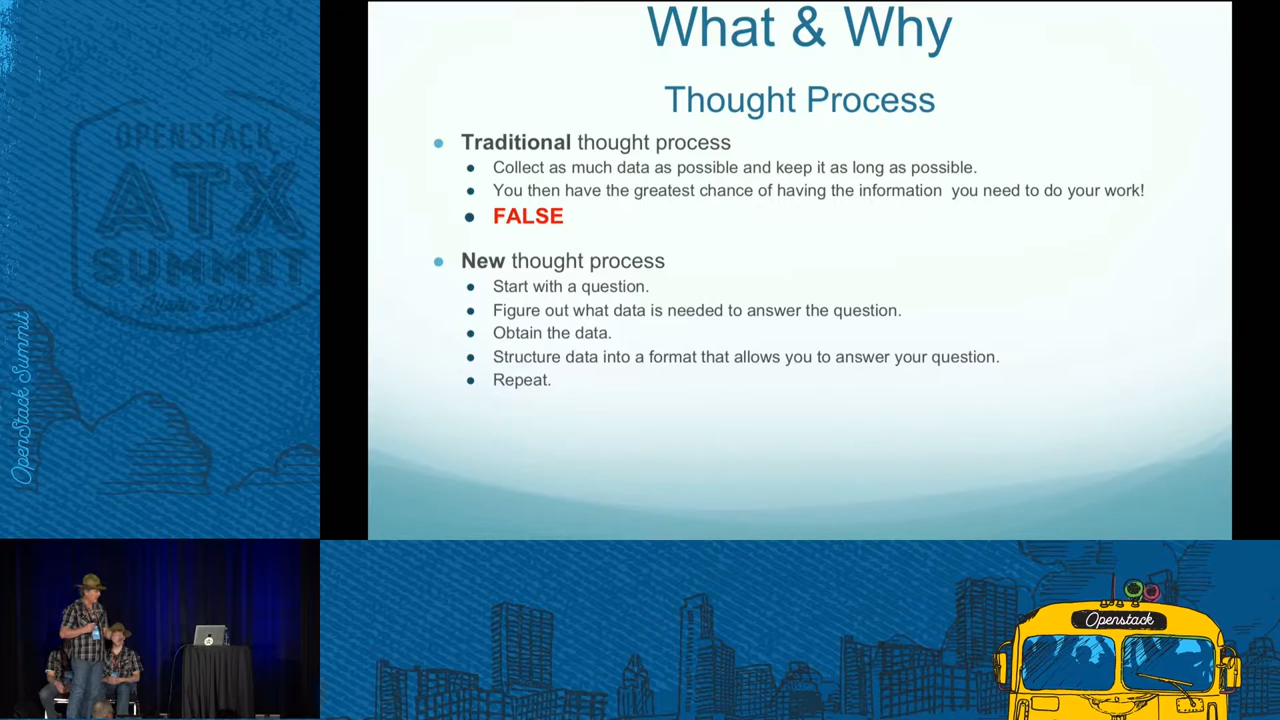 What & Why
Thought Process
Traditional thought process
Collect as much data as possible and keep it as long as possible.
You then have the greatest chance of having the information you need to do your work!
FALSE
New thought process
Start with a question.
Figure out what data is needed to answer the question.
Obtain the data.
Structure data into a format that allows you to answer your question.
Repeat.
OPENSTACK
ATX
SUMMIT
OpenStack Summit
Openstack